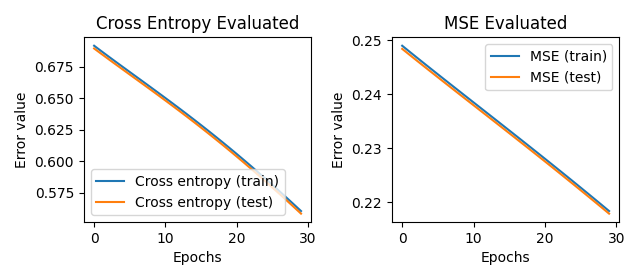 Cross Entropy Evaluated
Error value
0.675
0.650
0.625
0.600
0.575
Cross entropy (train)
Cross entropy (test)
0 10 20 30
Epochs
MSE Evaluated
Error value
0.25
0.24
0.23
0.22
MSE (train)
MSE (test)
0 10 20 30
Epochs